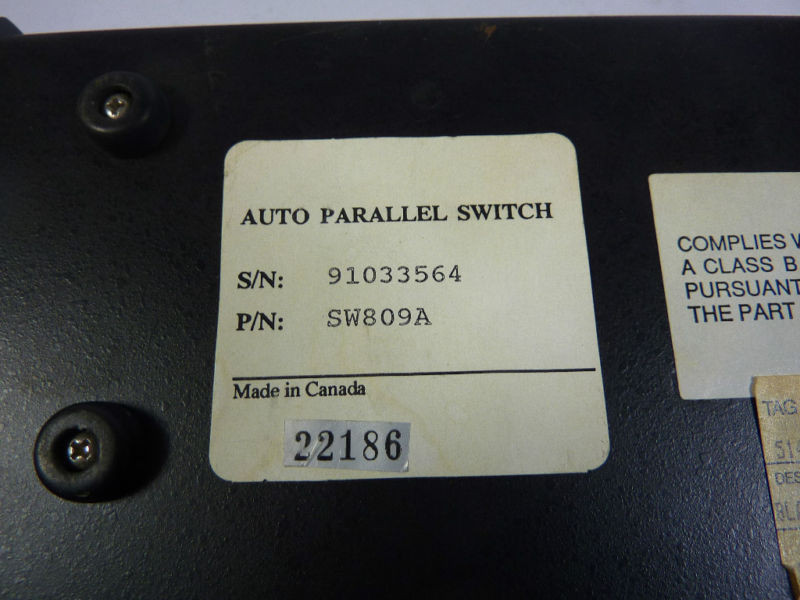 AUTO PARALLEL SWITCH
S/N: 91033564
P/N: SW809A
Made in Canada
22186
COMPLIES
A CLASS B
PURSUANT
THE PART
TAG